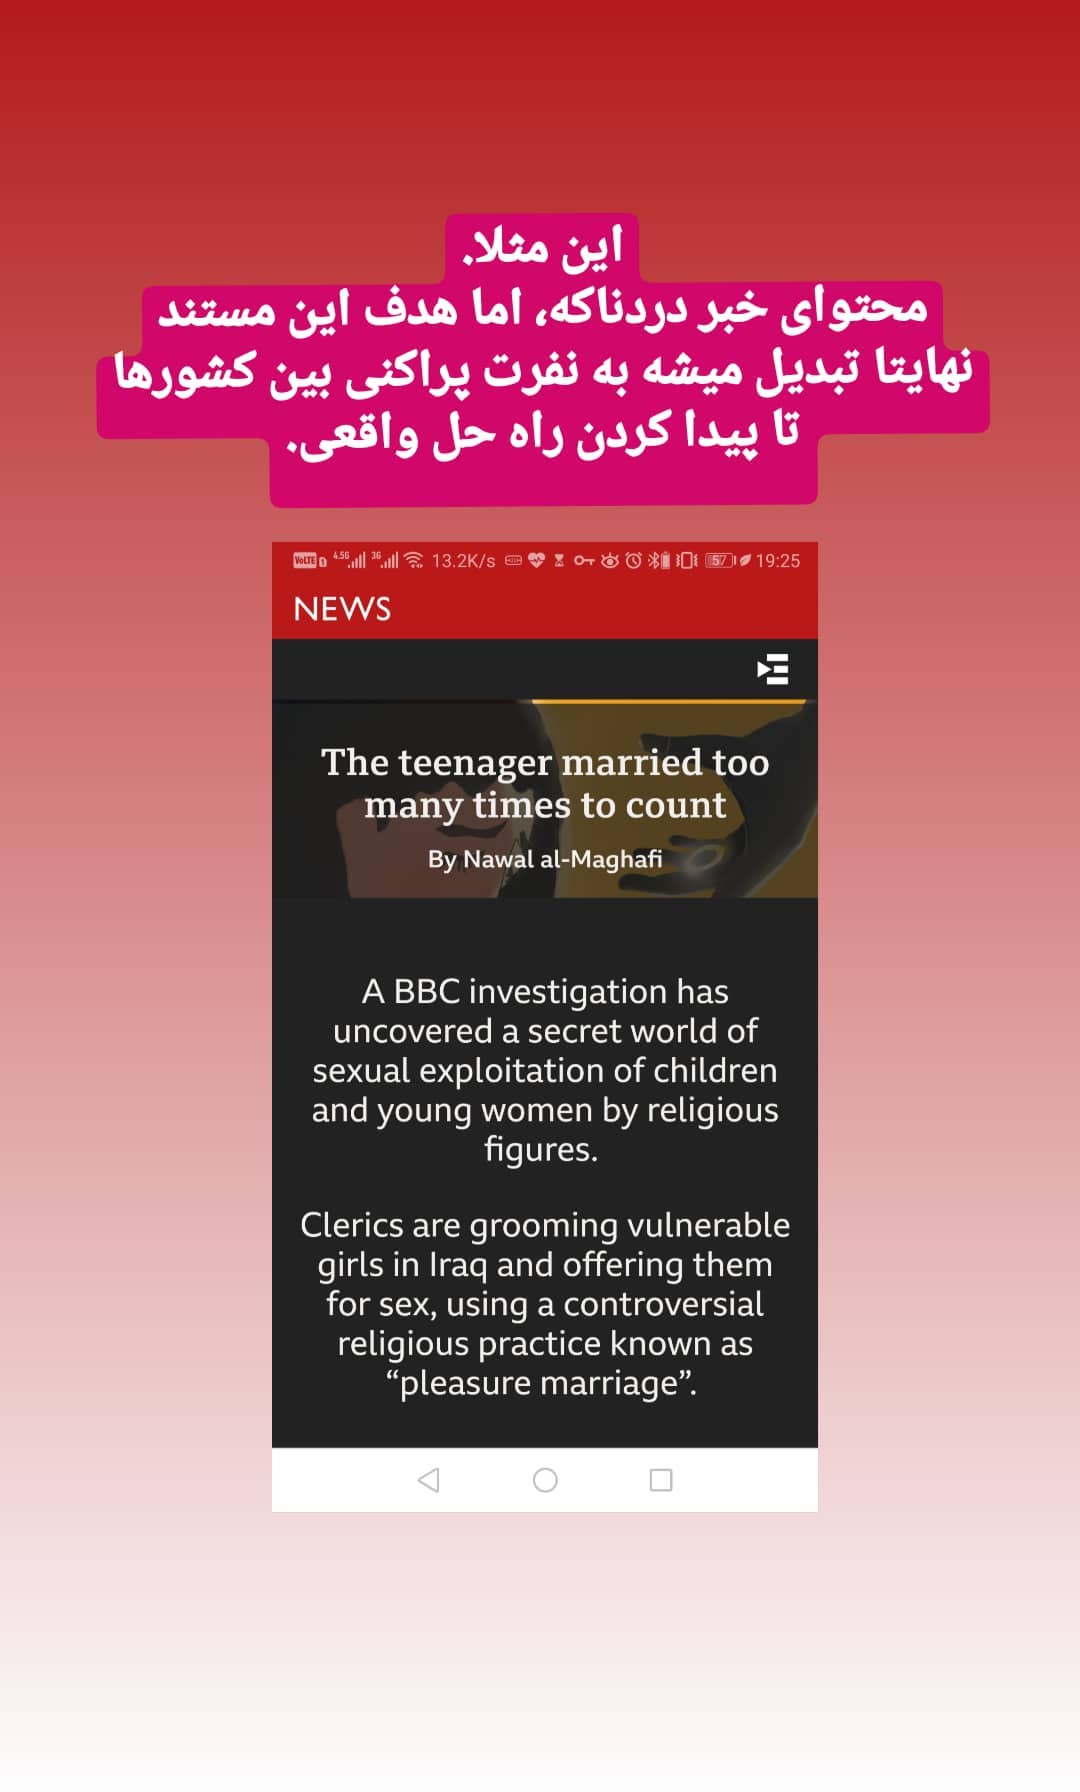 این مثلا.
محتوای خبر دردناکه، اما هدف این مستند
نهایتا تبدیل میشه به نفرت پراکنی بین کشورها
تا پیدا کردن راه حل واقعی.
VoLTE 4.5G 3G 13.2K/s 57 19:25
NEWS
The teenager married too
many times to count
By Nawal al-Maghafi
A BBC investigation has
uncovered a secret world of
sexual exploitation of children
and young women by religious
figures.
Clerics are grooming vulnerable
girls in Iraq and offering them
for sex, using a controversial
religious practice known as
“pleasure marriage”.